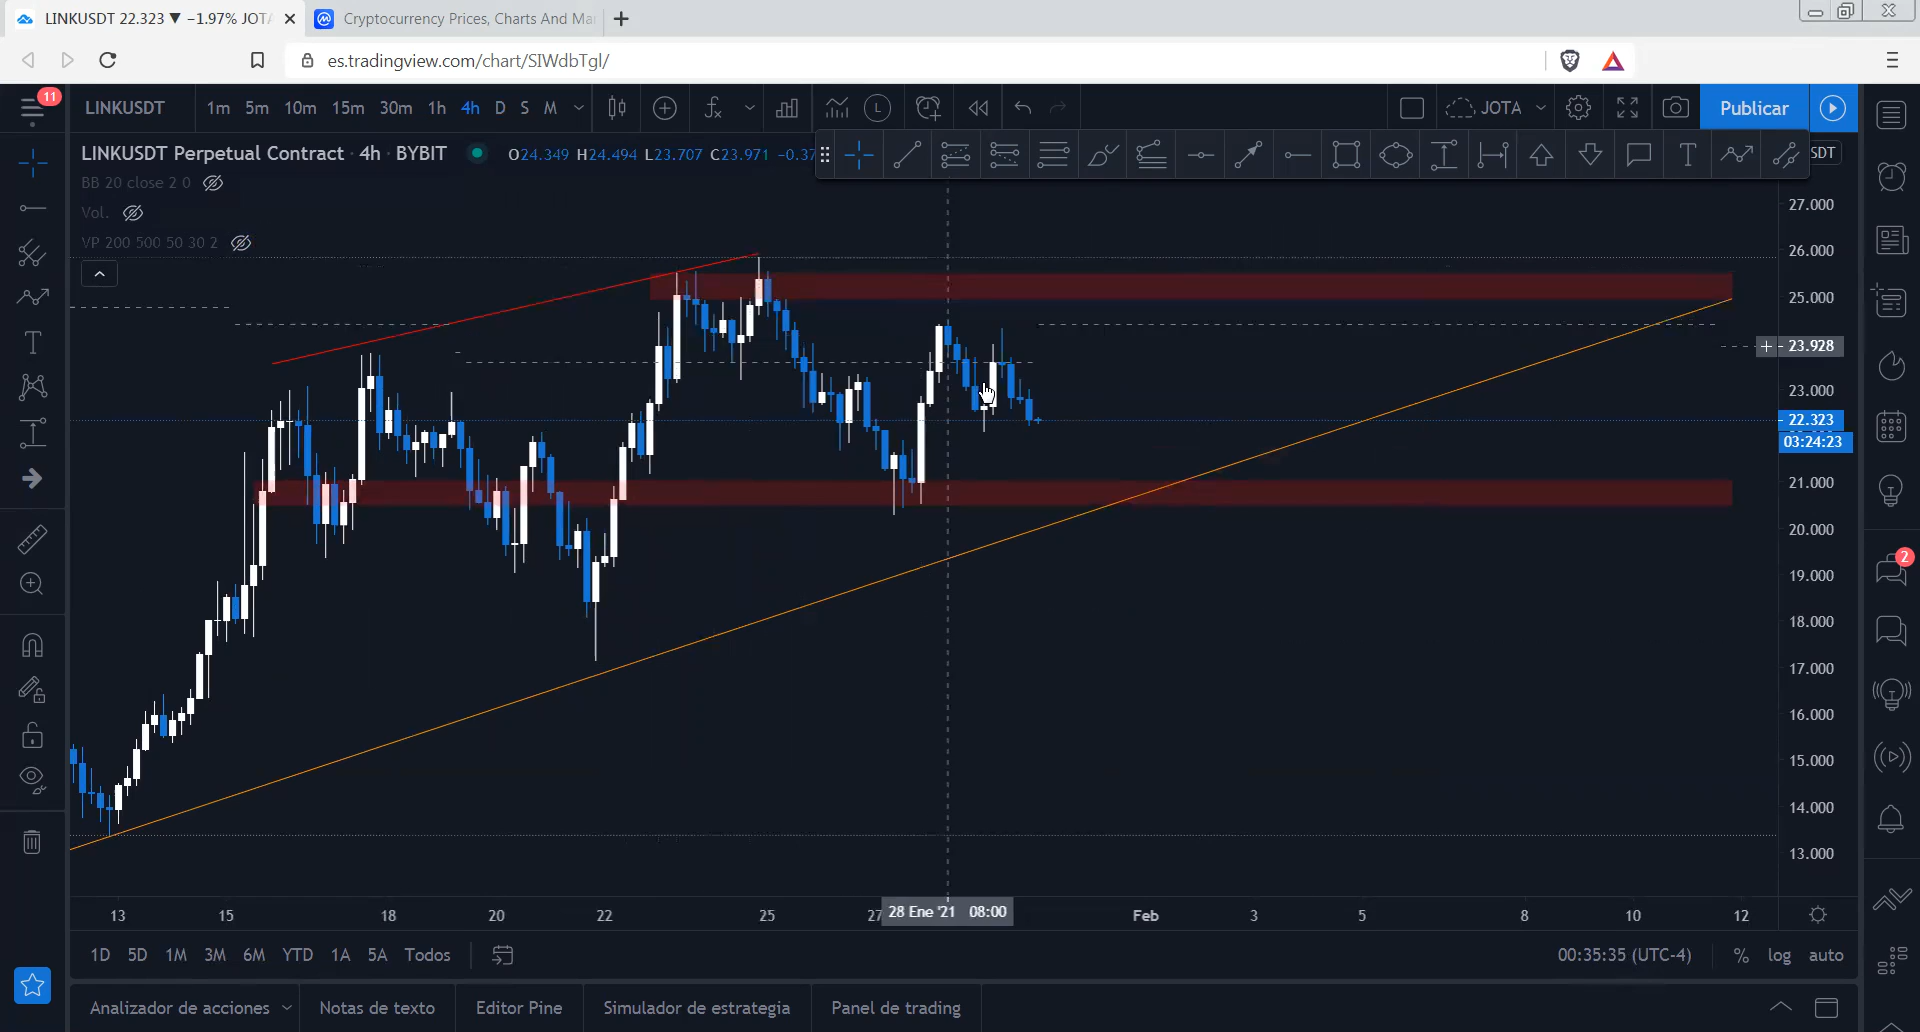 LINKUSDT 22.323 ▼ −1.97% JOTA
Cryptocurrency Prices, Charts And Ma
es.tradingview.com/chart/SIWdbTgl/
11
LINKUSDT 1m 5m 10m 15m 30m 1h 4h D S M
L
JOTA
Publicar
LINKUSDT Perpetual Contract · 4h · BYBIT
O24.349 H24.494 L23.707 C23.971 −0.37
SDT
BB 20 close 2 0
Vol.
VP 200 500 50 30 2
27.000
26.000
25.000
23.928
23.000
22.323
03:24:23
21.000
20.000
19.000
18.000
17.000
16.000
15.000
14.000
13.000
2
13 15 18 20 22 25 27 28 Ene '21 08:00 Feb 3 5 8 10 12
1D 5D 1M 3M 6M YTD 1A 5A Todos
00:35:35 (UTC-4) % log auto
Analizador de acciones Notas de texto Editor Pine Simulador de estrategia Panel de trading